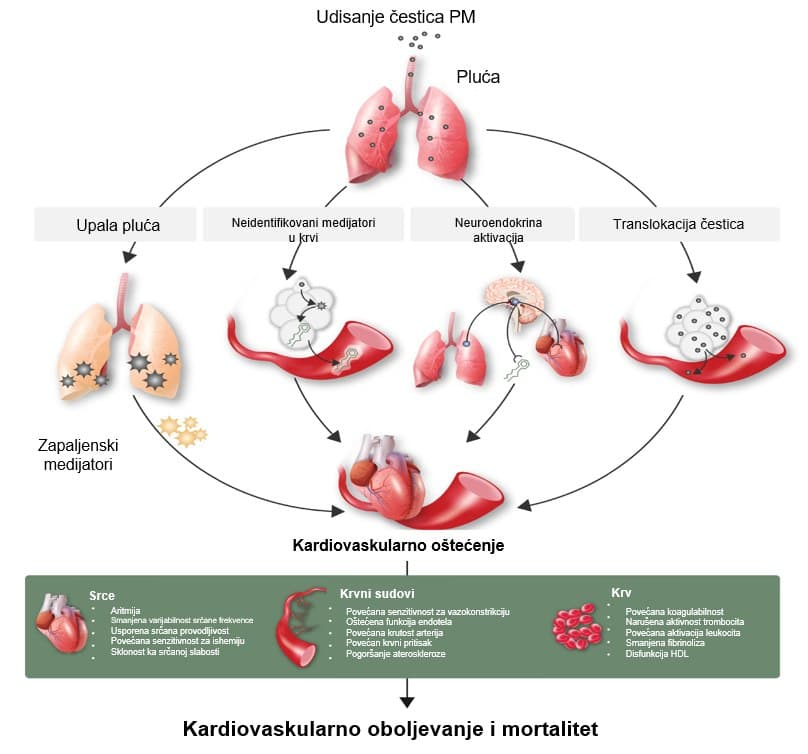 Udisanje čestica PM
Pluća
Upala pluća
Neidentifikovani medijatori
u krvi
Neuroendokrina
aktivacija
Translokacija čestica
Zapaljenski
medijatori
Kardiovaskularno oštećenje
Srce
• Aritmija
• Smanjena varijabilnost srčane frekvence
• Usporena srčana provodljivost
• Povećana senzitivnost za ishemiju
• Sklonost ka srčanoj slabosti
Krvni sudovi
• Povećana senzitivnost za vazokonstrikciju
• Oštećena funkcija endotela
• Povećana krutost arterija
• Povećan krvni pritisak
• Pogoršanje ateroskleroze
Krv
• Povećana koagulabilnost
• Narušena aktivnost trombocita
• Povećana aktivacija leukocita
• Smanjena fibrinoliza
• Disfunkcija HDL
Kardiovaskularno oboljevanje i mortalitet